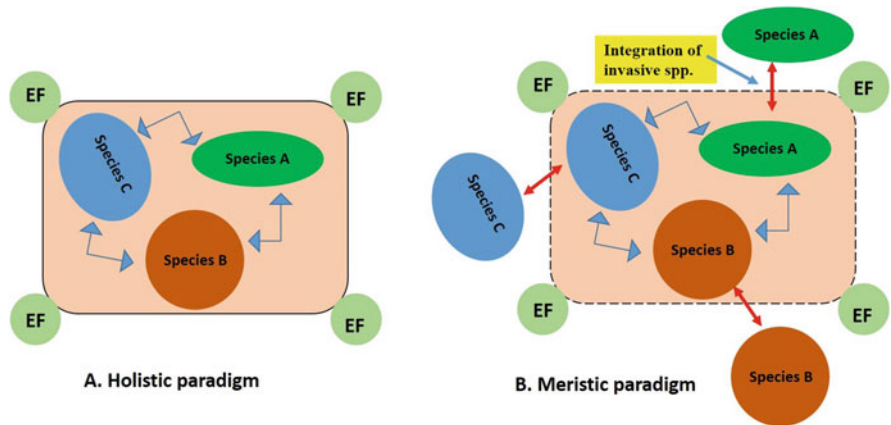 EF
EF
Species C
Species A
Species B
EF
EF
A. Holistic paradigm
Integration of
invasive spp.
Species A
EF
EF
Species C
Species A
Species C
Species B
EF
EF
Species B
B. Meristic paradigm